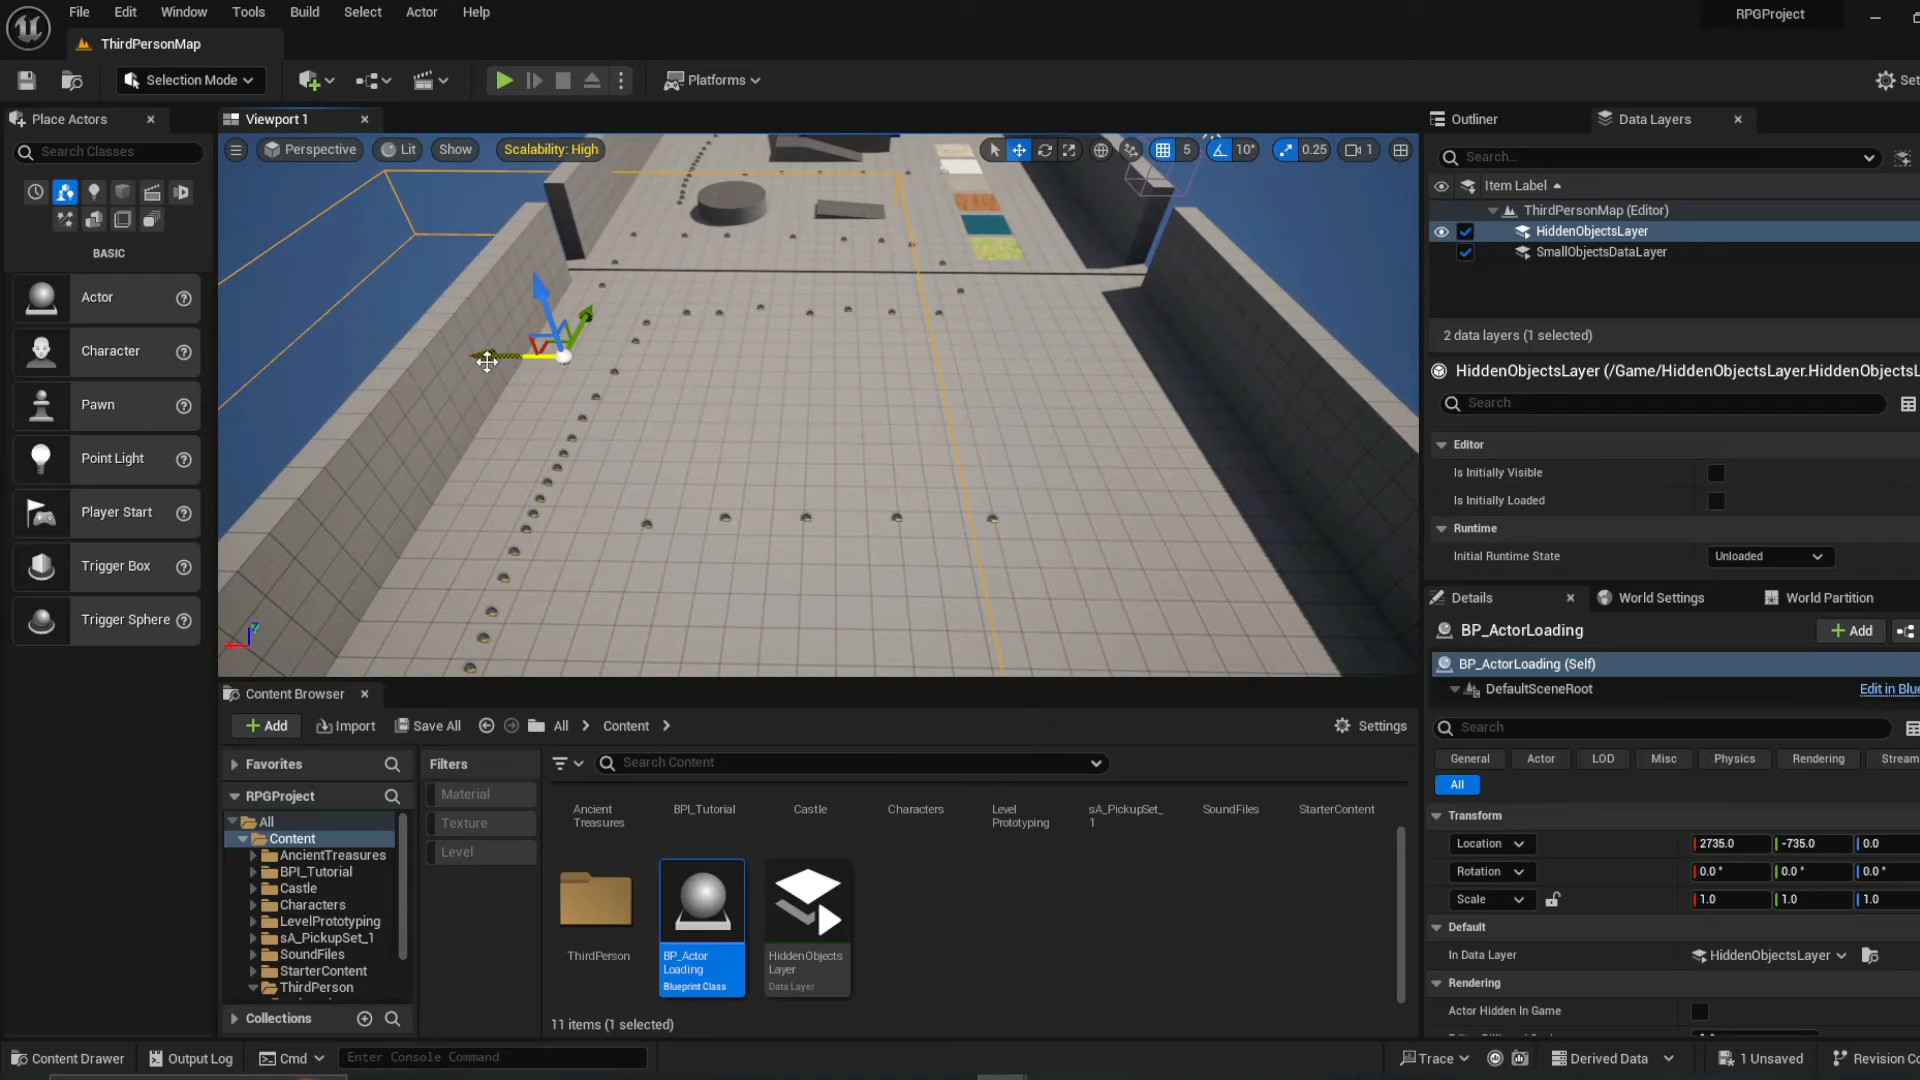 File Edit Window Tools Build Select Actor Help
RPGProject
ThirdPersonMap
Selection Mode
Platforms
Place Actors
Search Classes
BASIC
Actor
Character
Pawn
Point Light
Player Start
Trigger Box
Trigger Sphere
Viewport 1
Perspective Lit Show Scalability: High
5 10° 0.25 1
Outliner Data Layers
Search...
Item Label
ThirdPersonMap (Editor)
HiddenObjectsLayer
SmallObjectsDataLayer
2 data layers (1 selected)
HiddenObjectsLayer (/Game/HiddenObjectsLayer.HiddenObjectsL
Search
Editor
Is Initially Visible
Is Initially Loaded
Runtime
Initial Runtime State Unloaded
Details World Settings World Partition
BP_ActorLoading Add
BP_ActorLoading (Self)
DefaultSceneRoot Edit in Blue
Search
General Actor LOD Misc Physics Rendering Stream
All
Transform
Location 2735.0 -735.0 0.0
Rotation 0.0° 0.0° 0.0°
Scale 1.0 1.0 1.0
Default
In Data Layer HiddenObjectsLayer
Rendering
Actor Hidden In Game
Content Browser
Add Import Save All All Content Settings
Favorites
RPGProject
All
Content
AncientTreasures
BPI_Tutorial
Castle
Characters
LevelPrototyping
sA_PickupSet_1
SoundFiles
StarterContent
ThirdPerson
Collections
Filters
Material
Texture
Level
Search Content
Ancient Treasures
BPI_Tutorial
Castle
Characters
Level Prototyping
sA_PickupSet_1
SoundFiles
StarterContent
ThirdPerson
BP_Actor Loading
Blueprint Class
HiddenObjects Layer
Data Layer
11 items (1 selected)
Content Drawer Output Log Cmd Enter Console Command
Trace Derived Data 1 Unsaved Revision Co